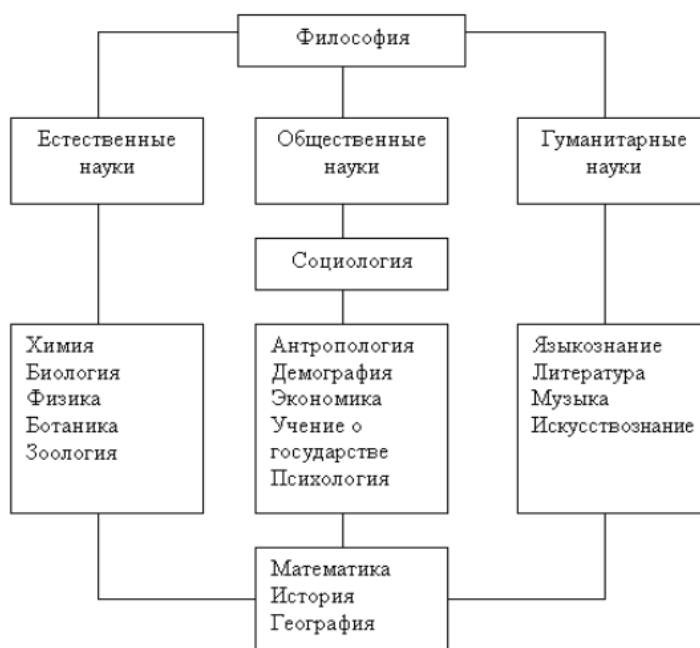 Философия
Естественные
науки
Общественные
науки
Гуманитарные
науки
Социология
Химия
Биология
Физика
Ботаника
Зоология
Антропология
Демография
Экономика
Учение о
государстве
Психология
Языкознание
Литература
Музыка
Искусствознание
Математика
История
География